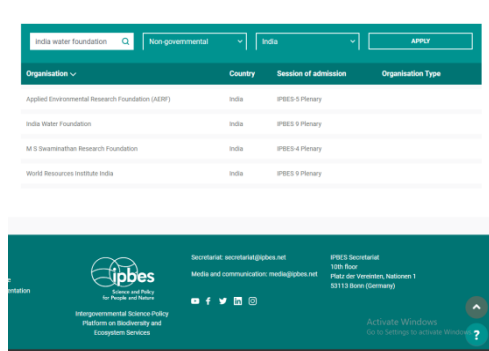 India water foundation Non-governmental India APPLY
Organisation Country Session of admission Organisation Type
Applied Environmental Research Foundation (AERF) India IPBES-5 Plenary
India Water Foundation India IPBES 9 Plenary
M S Swaminathan Research Foundation India IPBES-4 Plenary
World Resources Institute India India IPBES 9 Plenary
ipbes
Science and Policy
for People and Nature
Intergovernmental Science-Policy
Platform on Biodiversity and
Ecosystem Services
Secretariat: secretariat@ipbes.net
Media and communication: media@ipbes.net
IPBES Secretariat
10th floor
Platz der Vereinten, Nationen 1
53113 Bonn (Germany)
Activate Windows
Go to Settings to activate Window
?